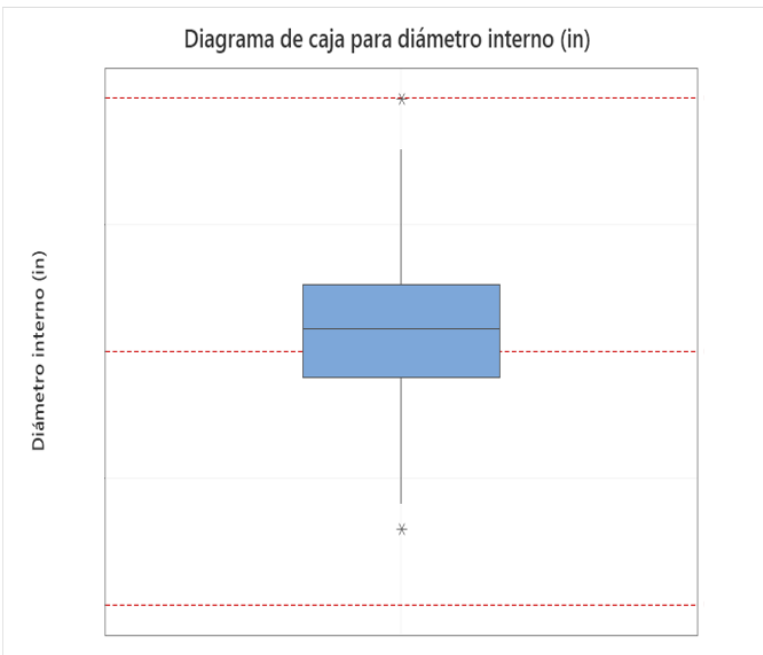 Diagrama de caja para diámetro interno (in)
Diámetro interno (in)